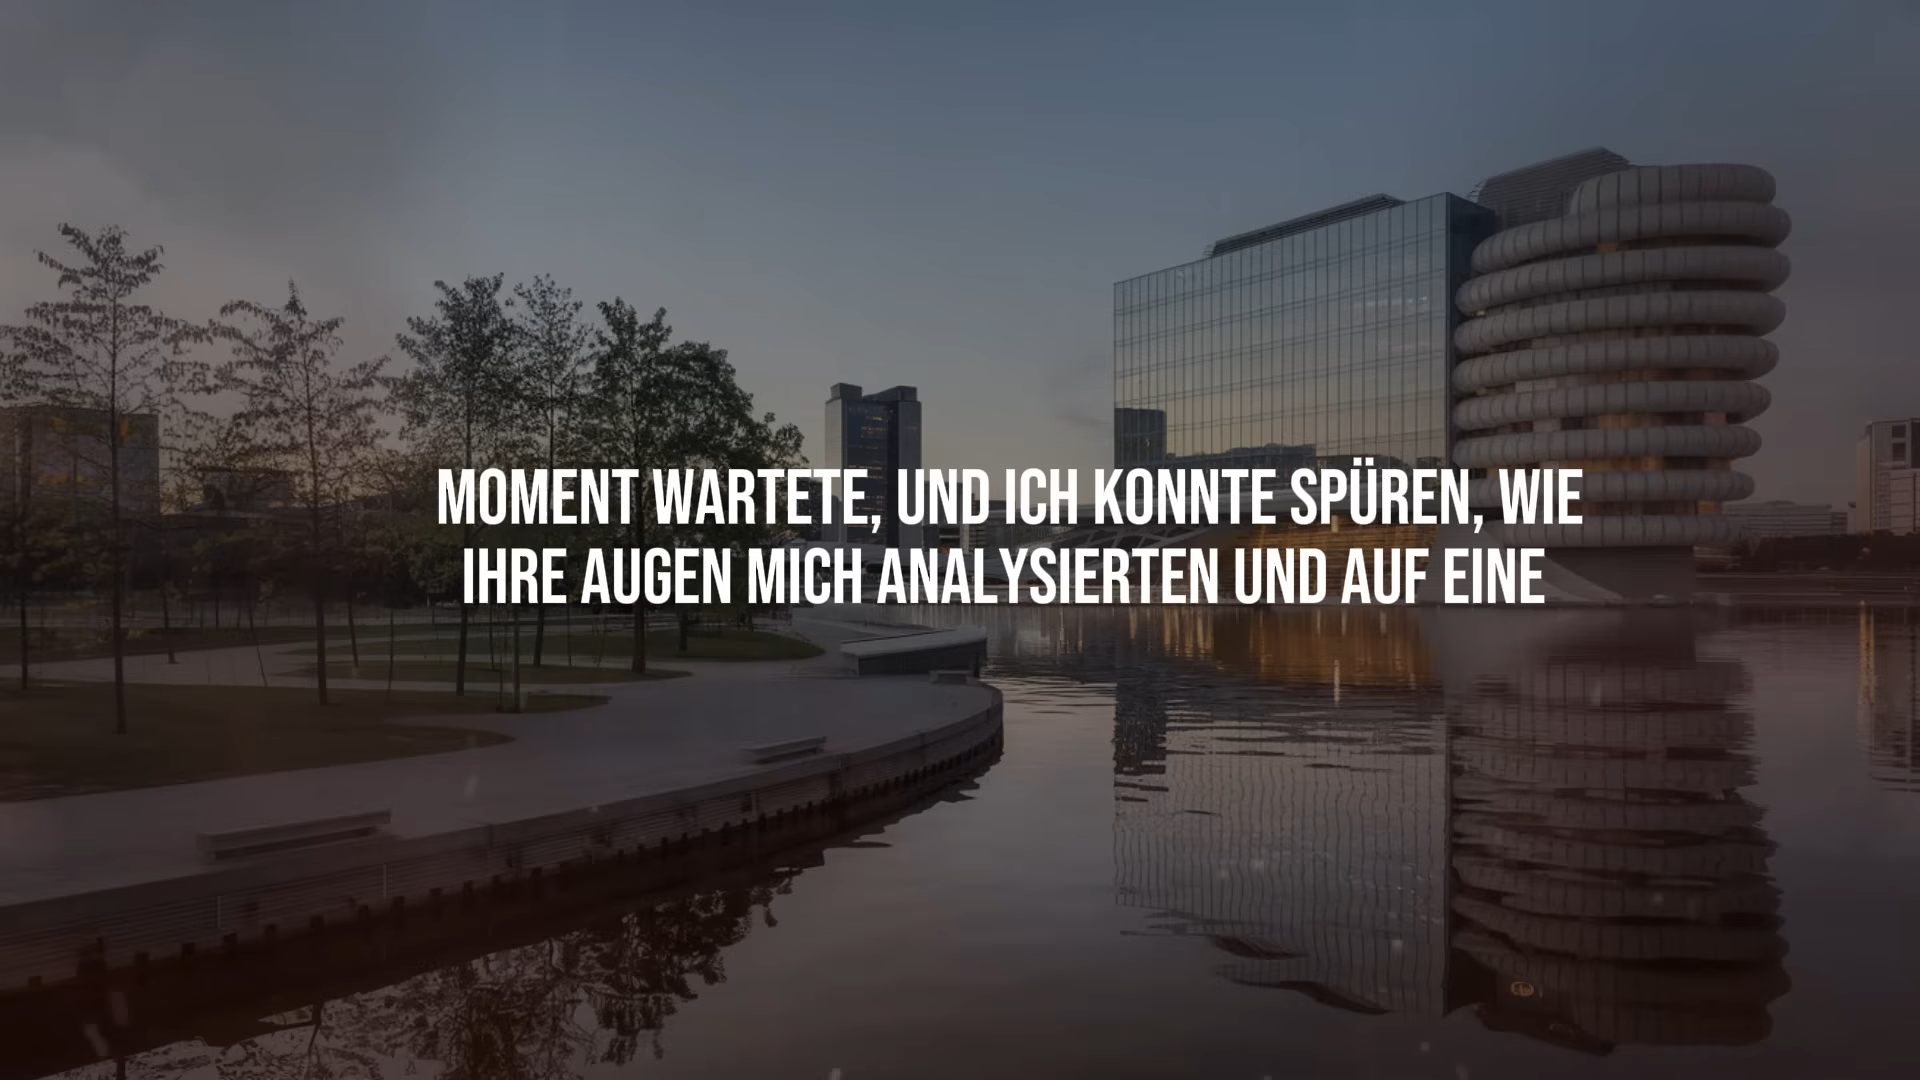 MOMENT WARTETE, UND ICH KONNTE SPÜREN, WIE
IHRE AUGEN MICH ANALYSIERTEN UND AUF EINE